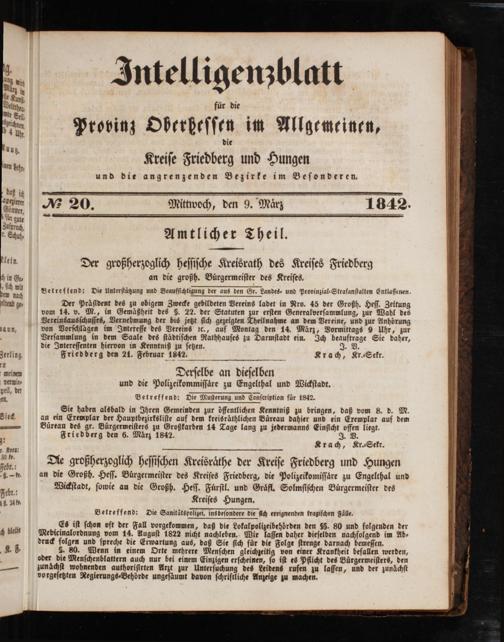 Intelligenzblatt
für die
Provinz Oberhessen im Allgemeinen,
die
Kreise Friedberg und Hungen
und die angrenzenden Bezirke im Besonderen.
№ 20. Mittwoch, den 9. März 1842.
Amtlicher Theil.
Der großherzoglich hessische Kreisrath des Kreises Friedberg
an die großh. Bürgermeister des Kreises.
Betreffend: Die Unterstützung und Beaufsichtigung der aus den Gr. Landes- und Provinzial-Strafanstalten Entlassenen.
Der Präsident des zu obigem Zwecke gebildeten Vereins ladet in Nro. 45 der Großh. Hess. Zeitung
vom 14. v. M., in Gemäßheit des §. 22. der Statuten zur ersten Generalversammlung, zur Wahl des
Vereinsausschusses, Vernehmung der bis jetzt sich gezeigten Theilnahme an dem Vereine, und zur Anhörung
von Vorschlägen im Interesse des Vereins ꝛc., auf Montag den 14. März, Vormittags 9 Uhr, zur
Versammlung in dem Saale des städtischen Rathhauses zu Darmstadt ein. Ich beauftrage Sie daher,
die Interessenten hiervon in Kenntniß zu setzen. J. V.
Friedberg den 21. Februar 1842. Krach, Kr.-Sekr.
Derselbe an dieselben
und die Polizeikommissäre zu Engelthal und Wickstadt.
Betreffend: Die Musterung und Conscription für 1842.
Sie haben alsbald in Ihren Gemeinden zur öffentlichen Kenntniß zu bringen, daß vom 8. d. M.
an ein Exemplar der Hauptbezirksliste auf dem kreisräthlichen Büreau dahier und ein Exemplar auf dem
Büreau des gr. Bürgermeisters zu Großkarben 14 Tage lang zu jedermanns Einsicht offen liegt.
Friedberg den 6. März 1842. J. V.
Krach, Kr.-Sekr.
Die großherzoglich hessischen Kreisräthe der Kreise Friedberg und Hungen
an die Großh. Hess. Bürgermeister des Kreises Friedberg, die Polizeikomissäre zu Engelthal und
Wickstadt, sowie an die Großh. Hess. Fürstl. und Gräfl. Solmsischen Bürgermeister des
Kreises Hungen.
Betreffend: Die Sanitätspolizei, insbesondere die sich ereignenden tragischen Fälle.
Es ist schon oft der Fall vorgekommen, daß die Lokalpolizeibehörden den §§. 80 und folgenden der
Medicinalordnung vom 14. August 1822 nicht nachleben. Wir lassen daher dieselben nachfolgend im Ab-
druck folgen und spreche die Erwartung aus, daß Sie sich für die Folge strenge darnach bemessen.
§. 80. Wenn in einem Orte mehrere Menschen gleichzeitig von einer Krankheit befallen werden,
oder die Menschenblattern auch nur bei einem Einzigen erscheinen, so ist es Pflicht des Bürgermeisters, den
zunächst wohnenden authorisirten Arzt zur Untersuchung des Leidens rufen zu lassen, und der zunächst
vorgesetzten Regierungs-Behörde ungesäumt davon schriftliche Anzeige zu machen.